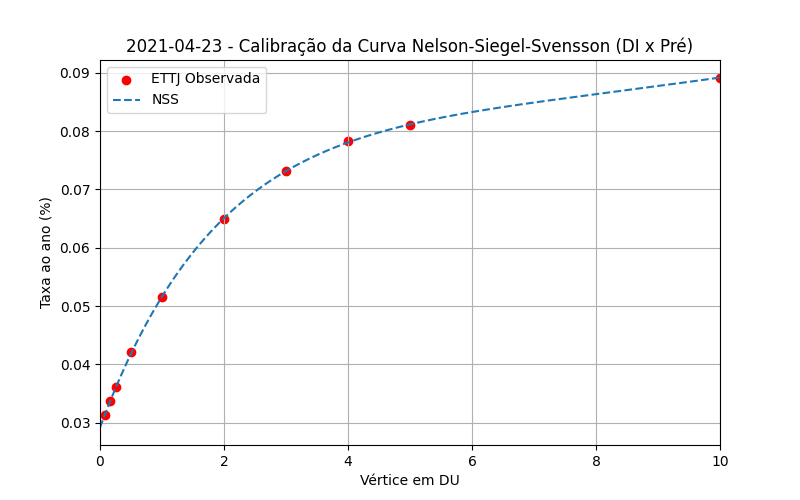 2021-04-23 - Calibração da Curva Nelson-Siegel-Svensson (DI x Pré)
ETTJ Observada
NSS
0.09
0.08
0.07
0.06
0.05
0.04
0.03
Taxa ao ano (%)
0 2 4 6 8 10
Vértice em DU